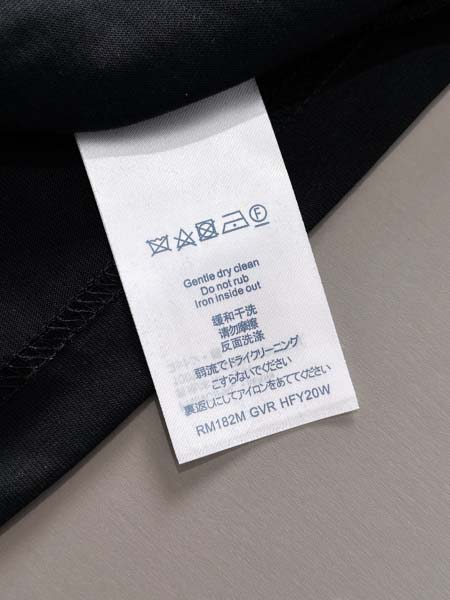 F
Gentle dry clean
Do not rub
Iron inside out
缓和干洗
请勿摩擦
反面洗涤
弱流でドライクリーニング
こすらないでください
裏返しにしてアイロンをあててください
RM182M GVR HFY20W